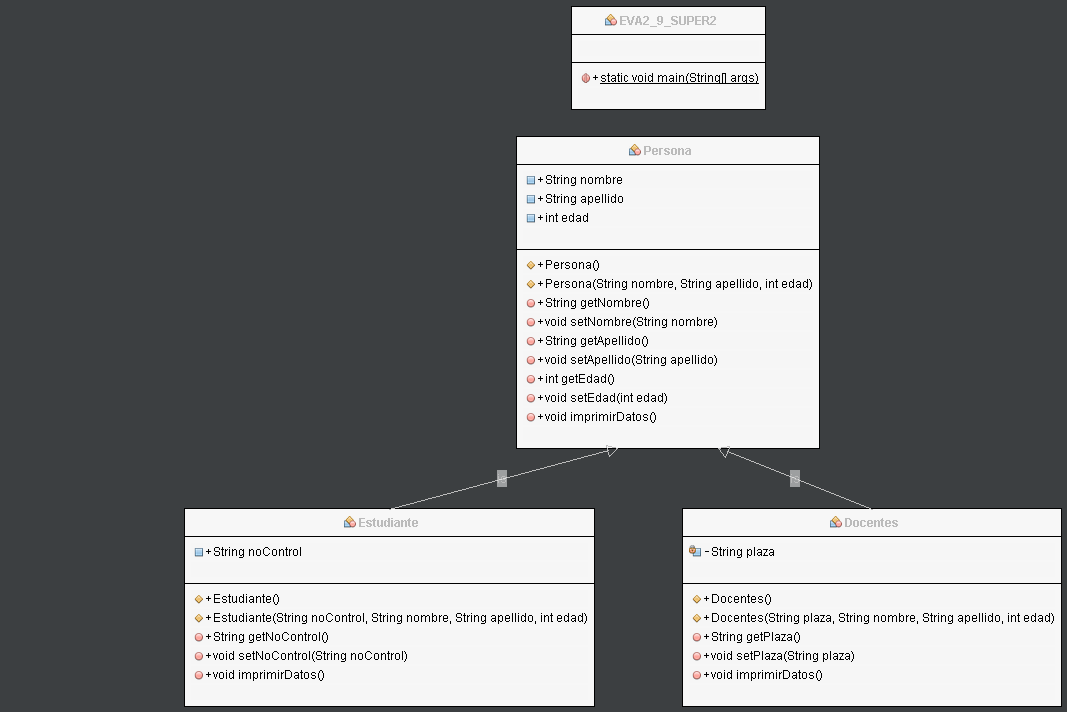 EVA2_9_SUPER2
+ static void main(String[] args)
Persona
+ String nombre
+ String apellido
+ int edad
+ Persona()
+ Persona(String nombre, String apellido, int edad)
+ String getNombre()
+ void setNombre(String nombre)
+ String getApellido()
+ void setApellido(String apellido)
+ int getEdad()
+ void setEdad(int edad)
+ void imprimirDatos()
Estudiante
+ String noControl
+ Estudiante()
+ Estudiante(String noControl, String nombre, String apellido, int edad)
+ String getNoControl()
+ void setNoControl(String noControl)
+ void imprimirDatos()
Docentes
- String plaza
+ Docentes()
+ Docentes(String plaza, String nombre, String apellido, int edad)
+ String getPlaza()
+ void setPlaza(String plaza)
+ void imprimirDatos()